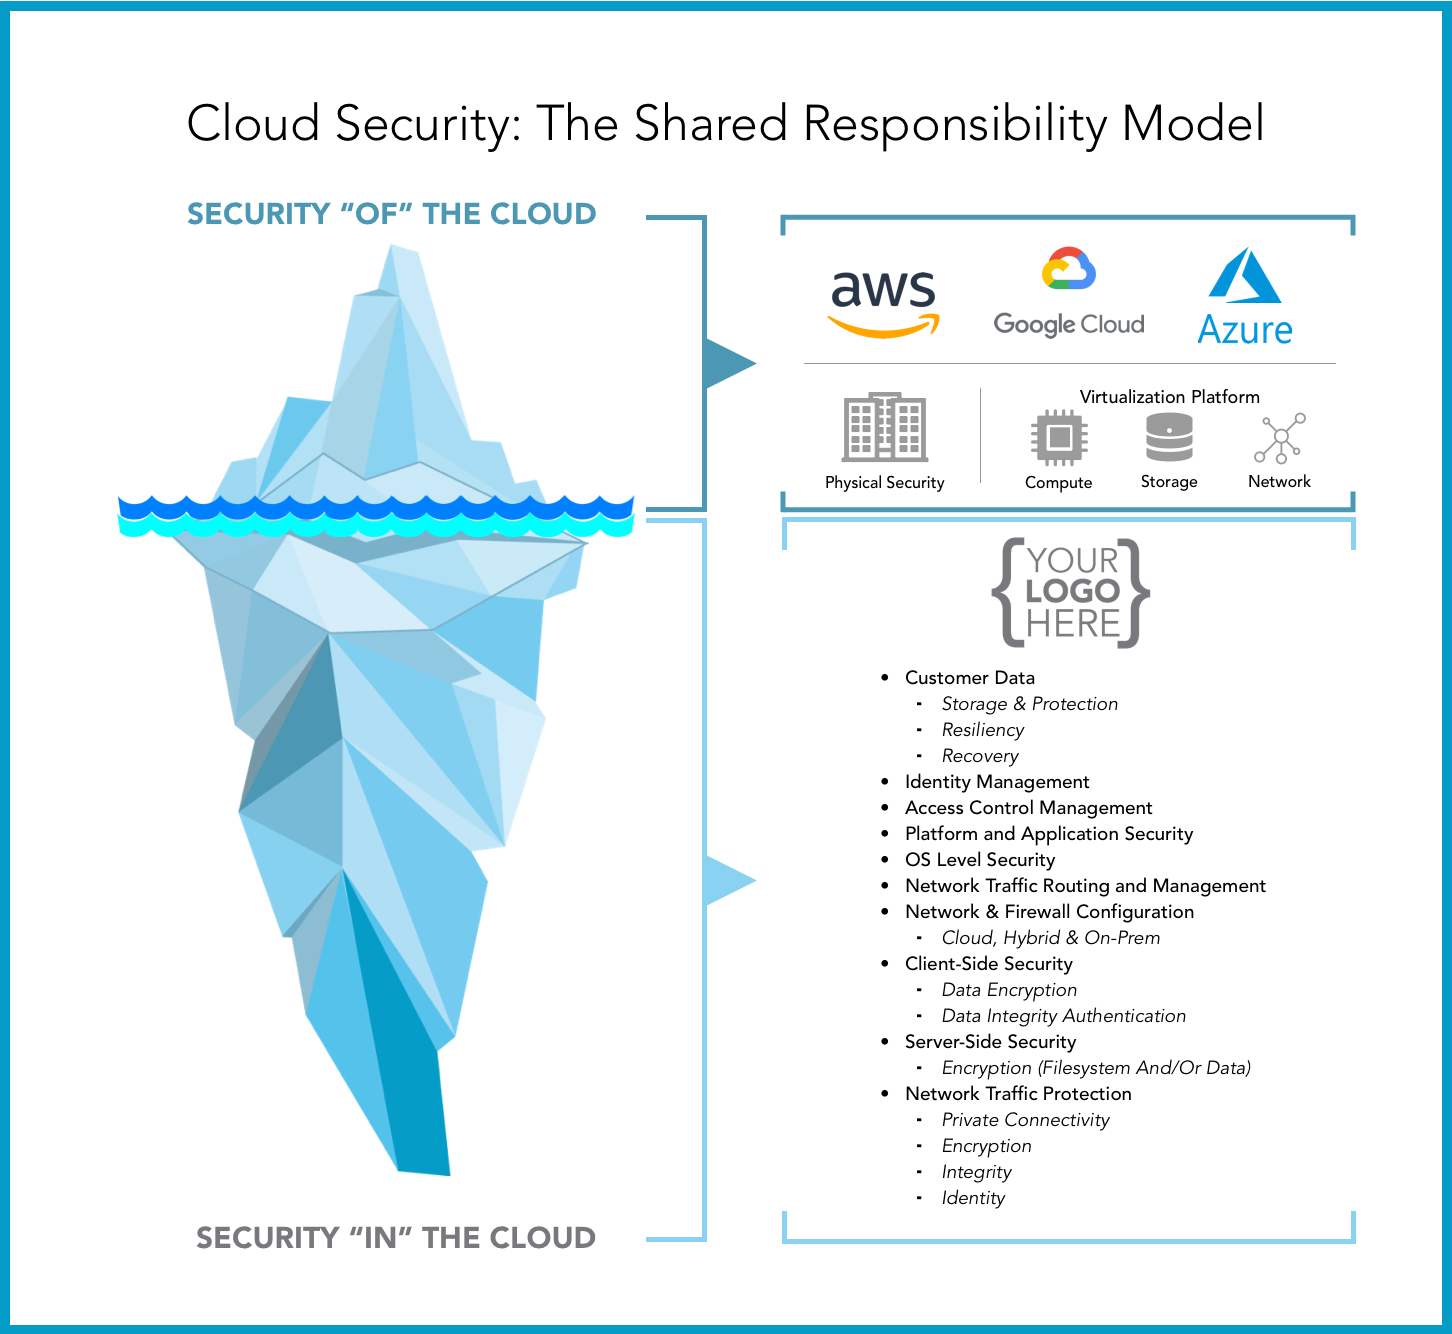 Cloud Security: The Shared Responsibility Model
SECURITY “OF” THE CLOUD
aws
Google Cloud
Azure
Virtualization Platform
Physical Security
Compute
Storage
Network
{YOUR
LOGO
HERE}
• Customer Data
- Storage & Protection
- Resiliency
- Recovery
• Identity Management
• Access Control Management
• Platform and Application Security
• OS Level Security
• Network Traffic Routing and Management
• Network & Firewall Configuration
- Cloud, Hybrid & On-Prem
• Client-Side Security
- Data Encryption
- Data Integrity Authentication
• Server-Side Security
- Encryption (Filesystem And/Or Data)
• Network Traffic Protection
- Private Connectivity
- Encryption
- Integrity
- Identity
SECURITY “IN” THE CLOUD